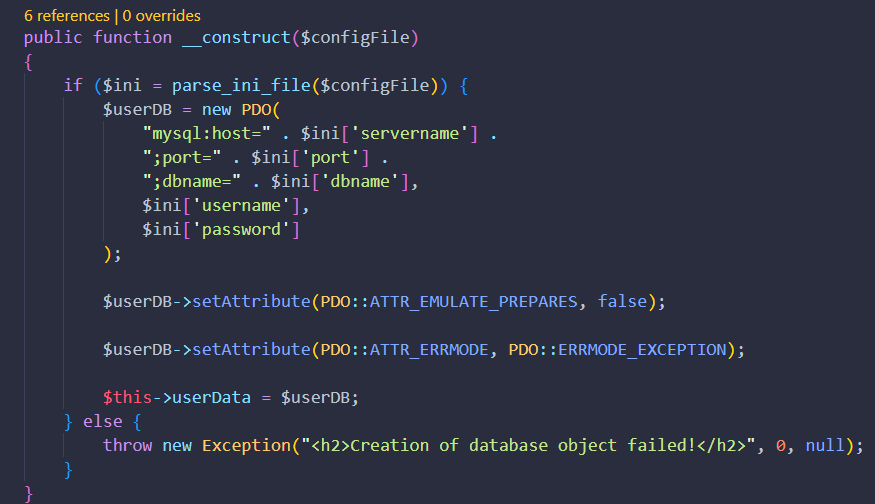 6 references | 0 overrides
public function __construct($configFile)
{
    if ($ini = parse_ini_file($configFile)) {
        $userDB = new PDO(
            "mysql:host=" . $ini['servername'] .
            ";port=" . $ini['port'] .
            ";dbname=" . $ini['dbname'],
            $ini['username'],
            $ini['password']
        );

        $userDB->setAttribute(PDO::ATTR_EMULATE_PREPARES, false);

        $userDB->setAttribute(PDO::ATTR_ERRMODE, PDO::ERRMODE_EXCEPTION);

        $this->userData = $userDB;
    } else {
        throw new Exception("<h2>Creation of database object failed!</h2>", 0, null);
    }
}